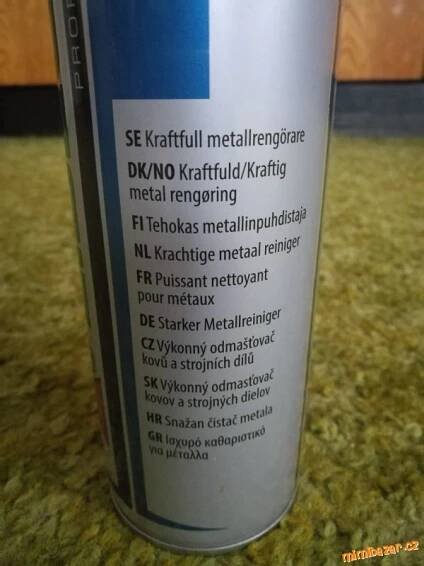 PROF
SE Kraftfull metallrengörare
DK/NO Kraftfuld/Kraftig
metal rengøring
FI Tehokas metallinpuhdistaja
NL Krachtige metaal reiniger
FR Puissant nettoyant
pour métaux
DE Starker Metallreiniger
CZ Výkonný odmašťovač
kovů a strojních dílů
SK Výkonný odmasťovač
kovov a strojných dielov
HR Snažan čistač metala
GR Ισχυρό καθαριστικό
για μέταλλα
mimibazar.cz